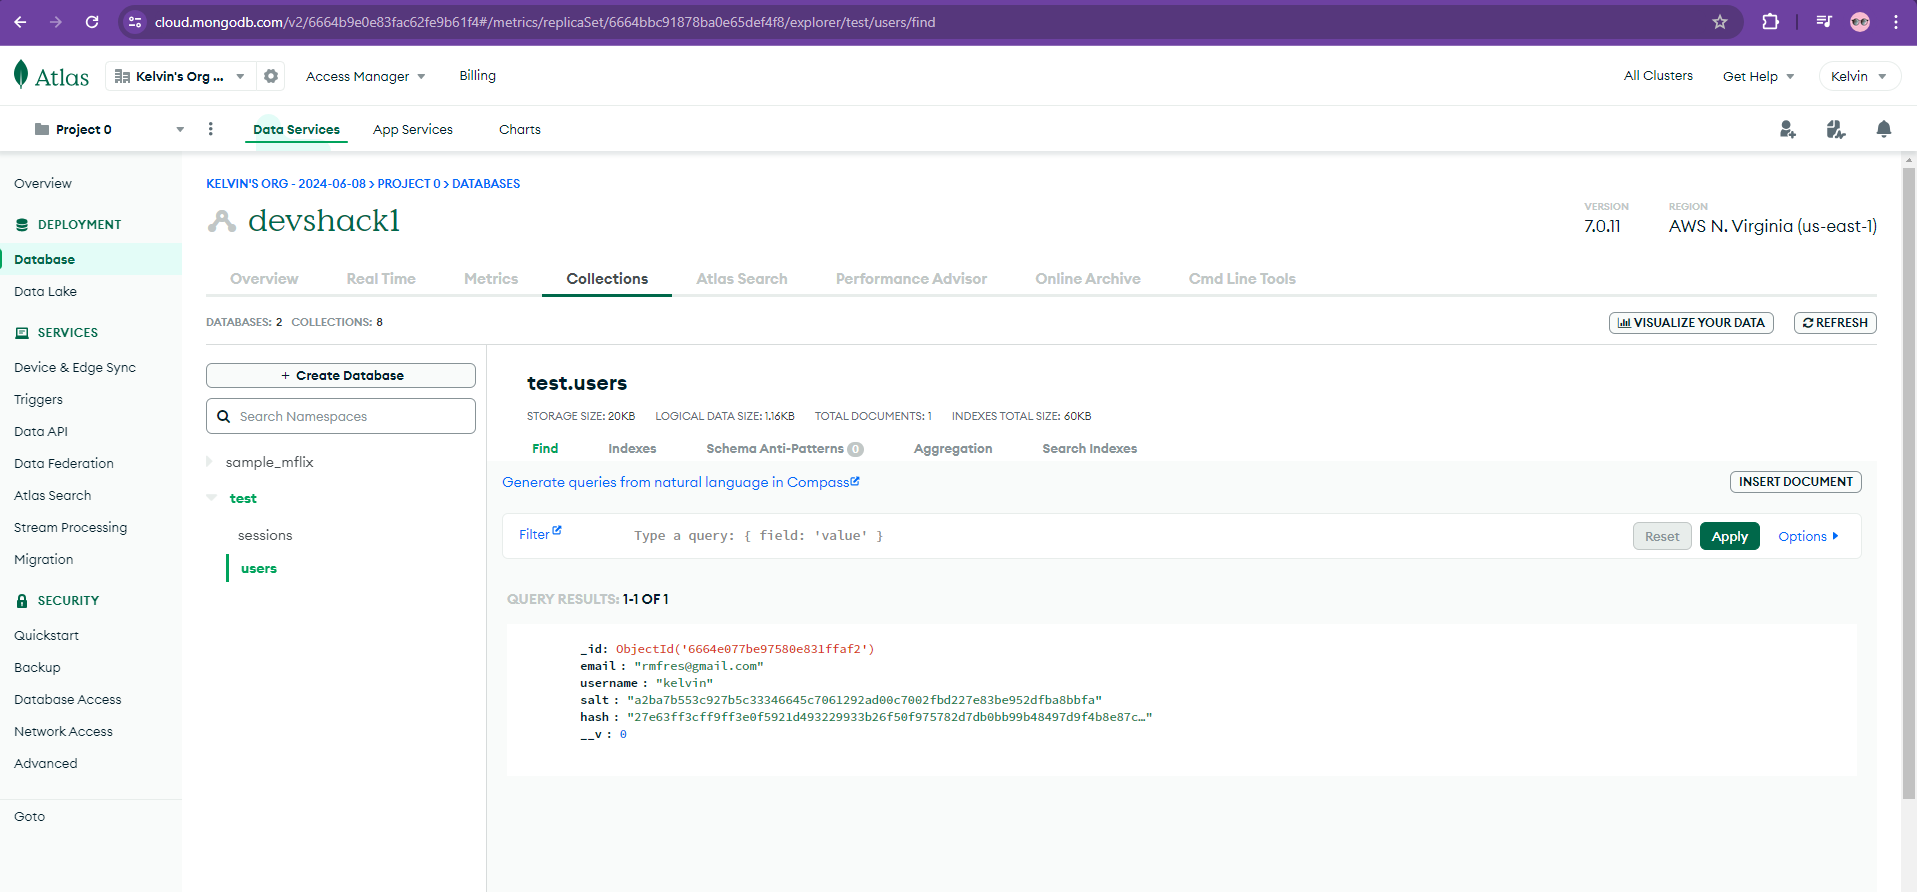 cloud.mongodb.com/v2/6664b9e0e83fac62fe9b61f4#/metrics/replicaSet/6664bbc91878ba0e65def4f8/explorer/test/users/find
Atlas
Kelvin's Org ...
Access Manager
Billing
All Clusters
Get Help
Kelvin
Project 0
Data Services
App Services
Charts
Overview
DEPLOYMENT
Database
Data Lake
SERVICES
Device & Edge Sync
Triggers
Data API
Data Federation
Atlas Search
Stream Processing
Migration
SECURITY
Quickstart
Backup
Database Access
Network Access
Advanced
Goto
KELVIN'S ORG - 2024-06-08 > PROJECT 0 > DATABASES
devshack1
VERSION
7.0.11
REGION
AWS N. Virginia (us-east-1)
Overview
Real Time
Metrics
Collections
Atlas Search
Performance Advisor
Online Archive
Cmd Line Tools
DATABASES: 2 COLLECTIONS: 8
VISUALIZE YOUR DATA
REFRESH
+ Create Database
Search Namespaces
sample_mflix
test
sessions
users
test.users
STORAGE SIZE: 20KB LOGICAL DATA SIZE: 1.16KB TOTAL DOCUMENTS: 1 INDEXES TOTAL SIZE: 60KB
Find
Indexes
Schema Anti-Patterns 0
Aggregation
Search Indexes
Generate queries from natural language in Compass
INSERT DOCUMENT
Filter
Type a query: { field: 'value' }
Reset
Apply
Options
QUERY RESULTS: 1-1 OF 1
_id: ObjectId('6664e077be97580e831ffaf2')
email : "rmfres@gmail.com"
username : "kelvin"
salt : "a2ba7b553c927b5c33346645c7061292ad00c7002fbd227e83be952dfba8bbfa"
hash : "27e63ff3cff9ff3e0f5921d493229933b26f50f975782d7db0bb99b48497d9f4b8e87c…"
__v : 0